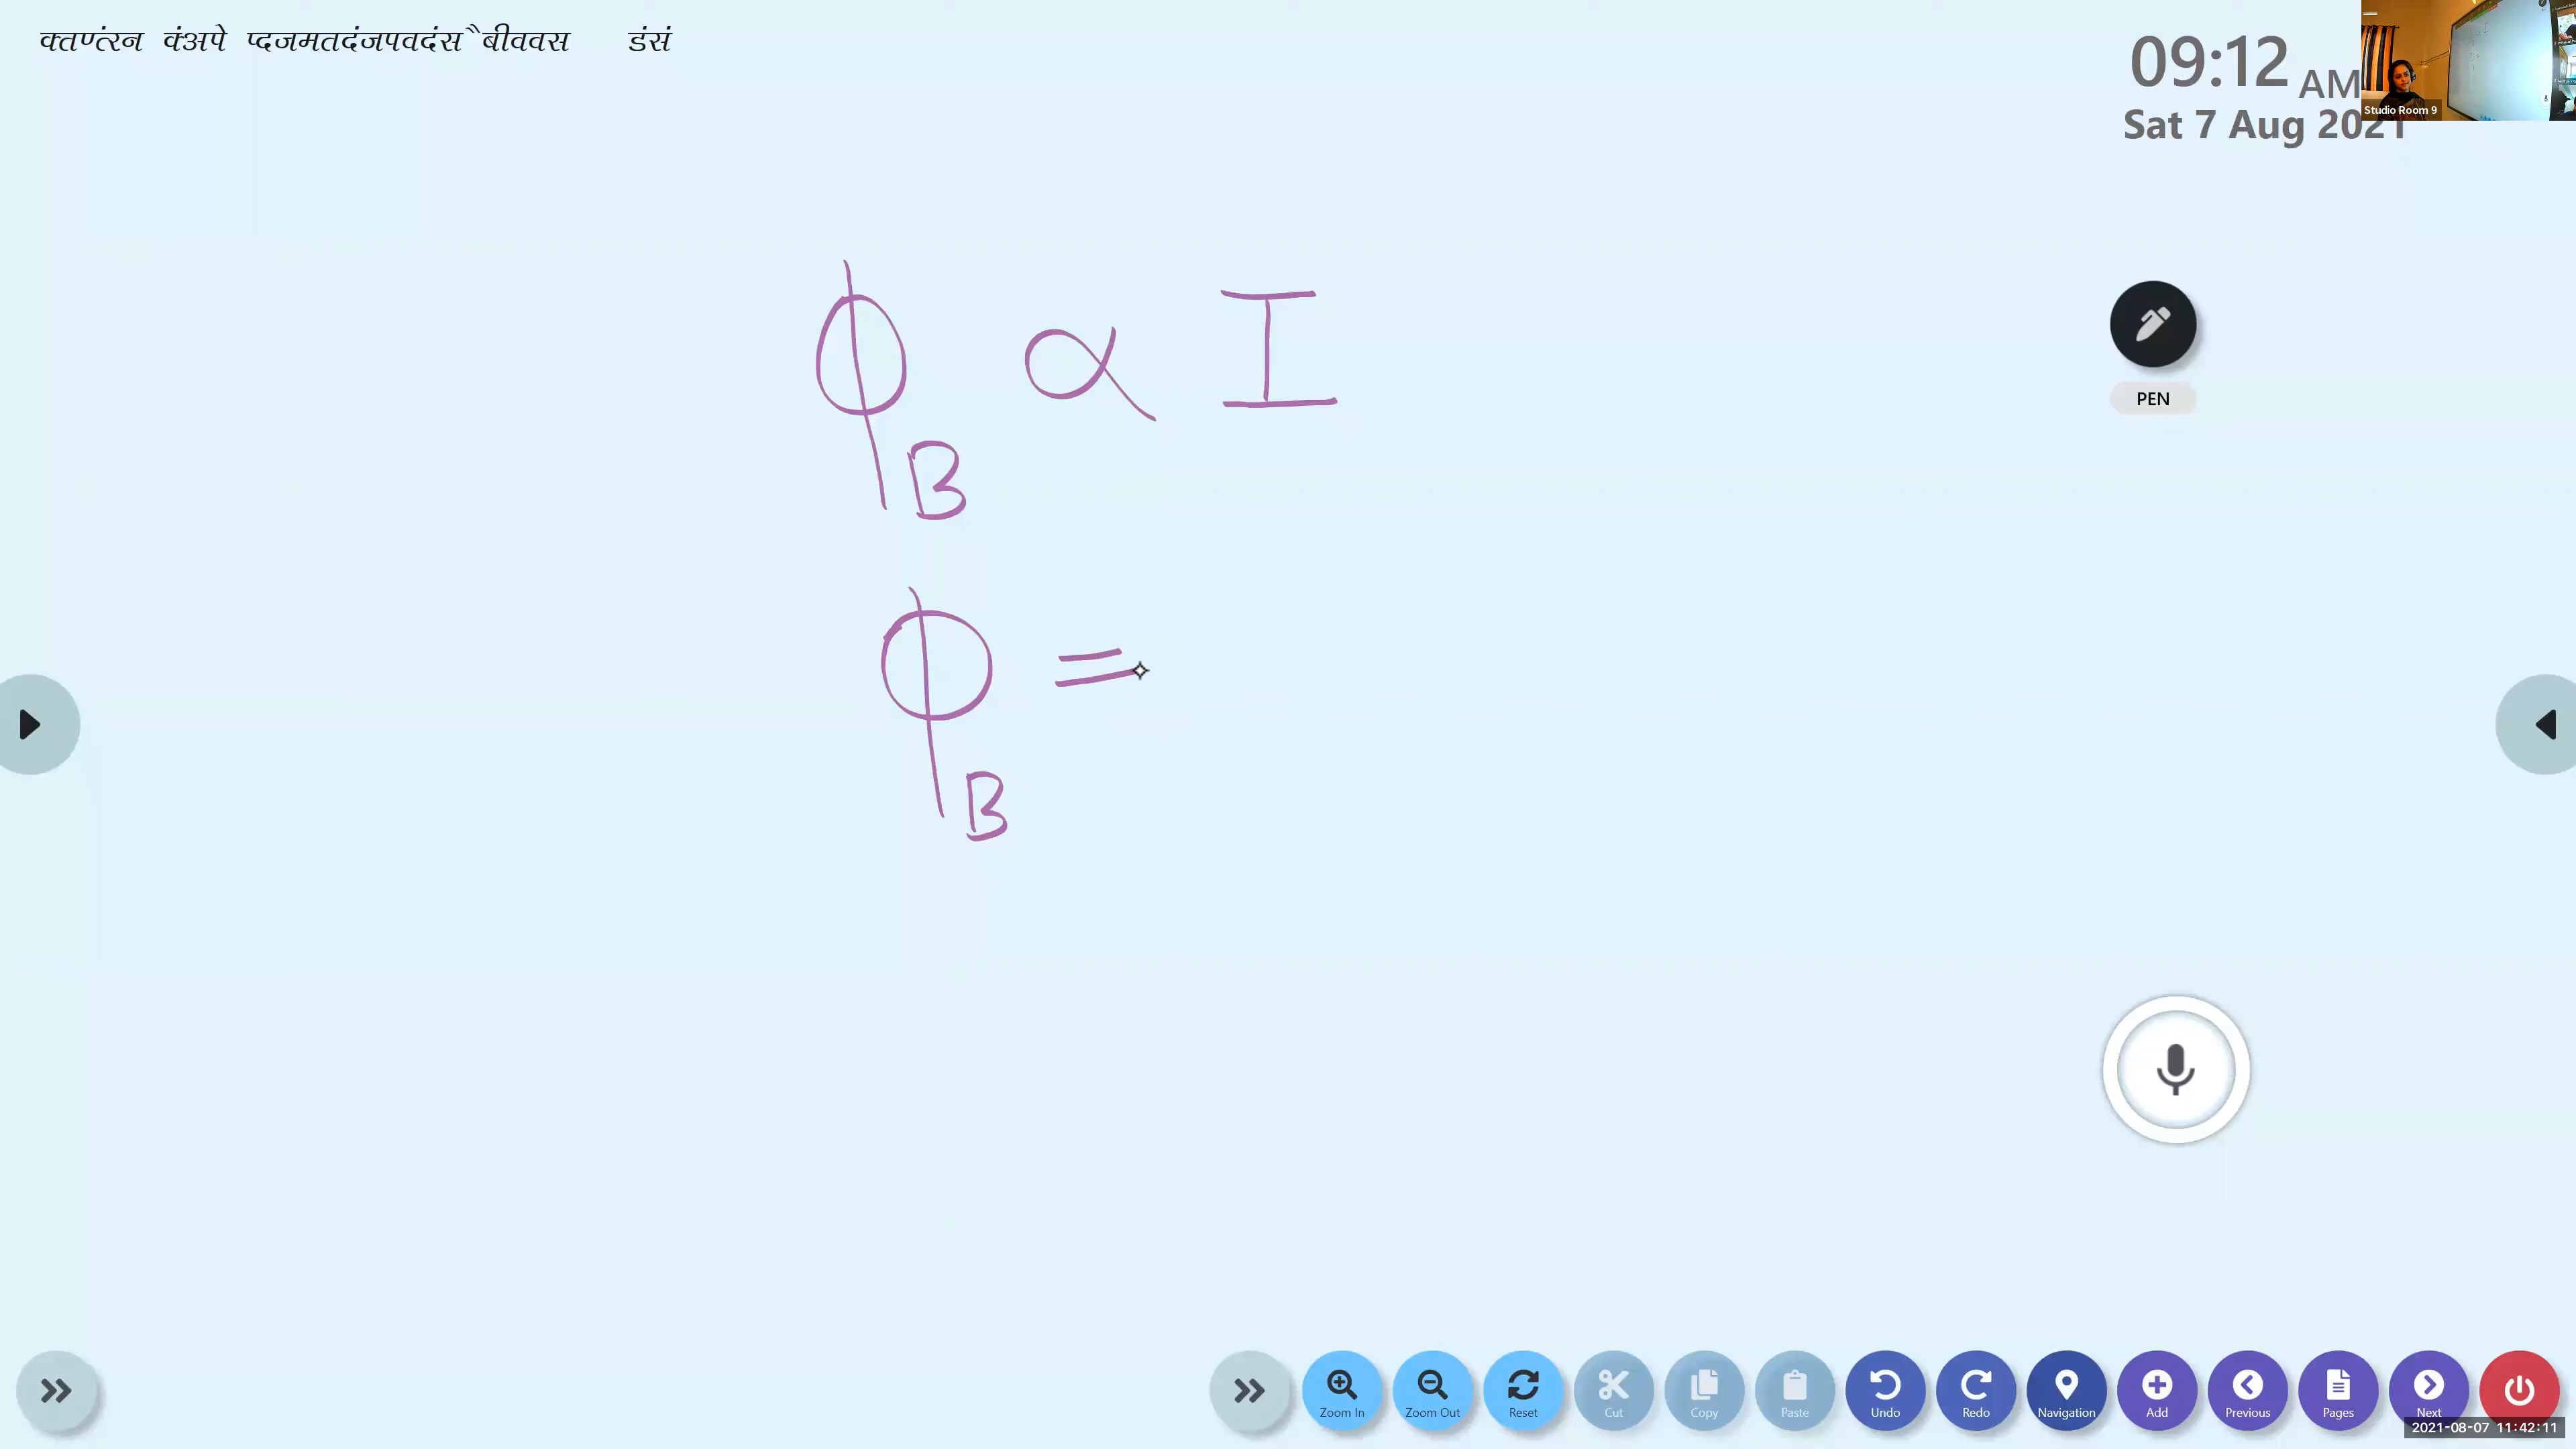 क्तण्तंरन कंअपे प्दजमतदंजपवदंस ैबीववस डंसं
09:12 AM
Sat 7 Aug 2021
Studio Room 9
ϕ_B α I
PEN
ϕ_B =
Zoom In Zoom Out Reset Cut Copy Paste Undo Redo Navigation Add Previous Pages Next
2021-08-07 11:42:11